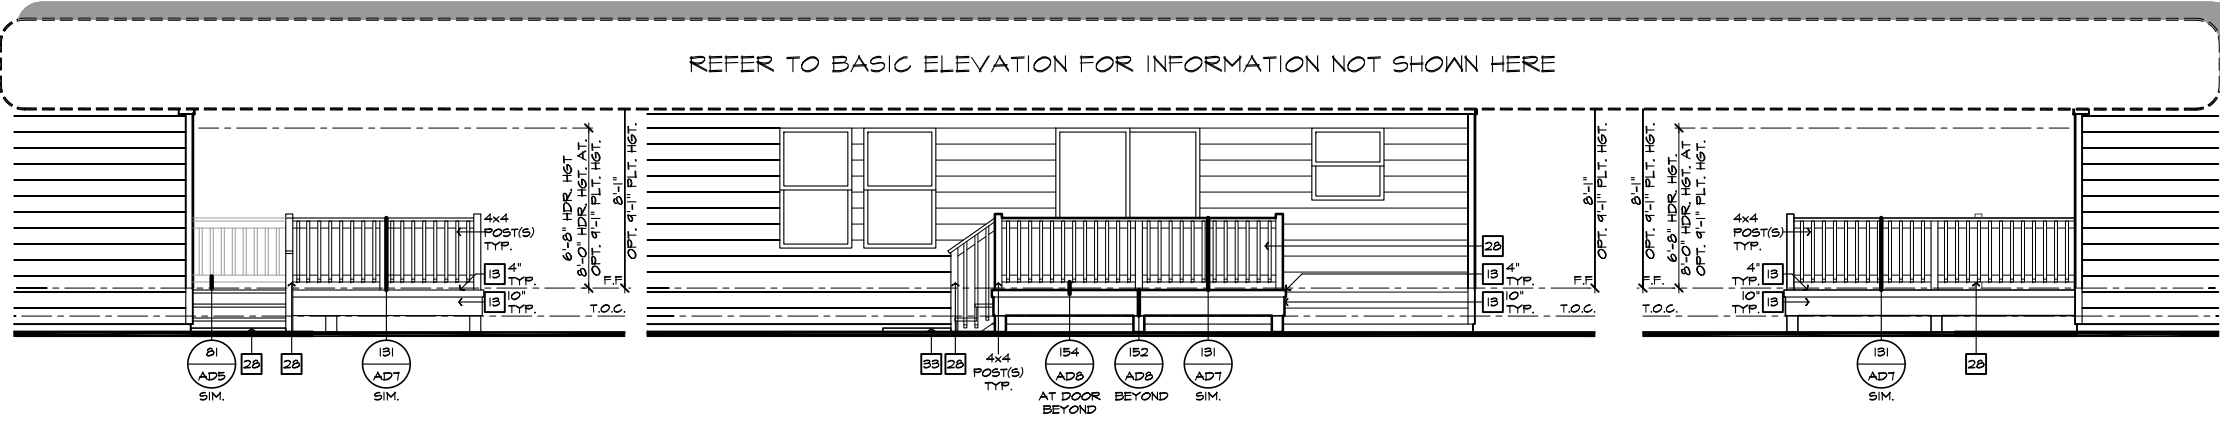 REFER TO BASIC ELEVATION FOR INFORMATION NOT SHOWN HERE
6'-8" HDR. HGT
8'-0" HDR. HGT. AT.
OPT. 9'-1" PLT. HGT.
8'-1"
OPT. 9'-1" PLT. HGT.
4x4
POST(S)
TYP.
13 4"
TYP.
13 10"
TYP.
F.F.
T.O.C.
81
AD5
SIM.
28
28
131
AD7
SIM.
28
13 4"
TYP.
13 10"
TYP.
F.F.
T.O.C.
8'-1"
OPT. 9'-1" PLT. HGT.
33
28
4x4
POST(S)
TYP.
154
AD8
AT DOOR
BEYOND
152
AD8
BEYOND
131
AD7
SIM.
8'-1"
OPT. 9'-1" PLT. HGT.
6'-8" HDR. HGT.
8'-0" HDR. HGT. AT
OPT. 9'-1" PLT. HGT.
F.F.
T.O.C.
4x4
POST(S)
TYP.
4" 13
TYP.
10" 13
TYP.
131
AD7
SIM.
28